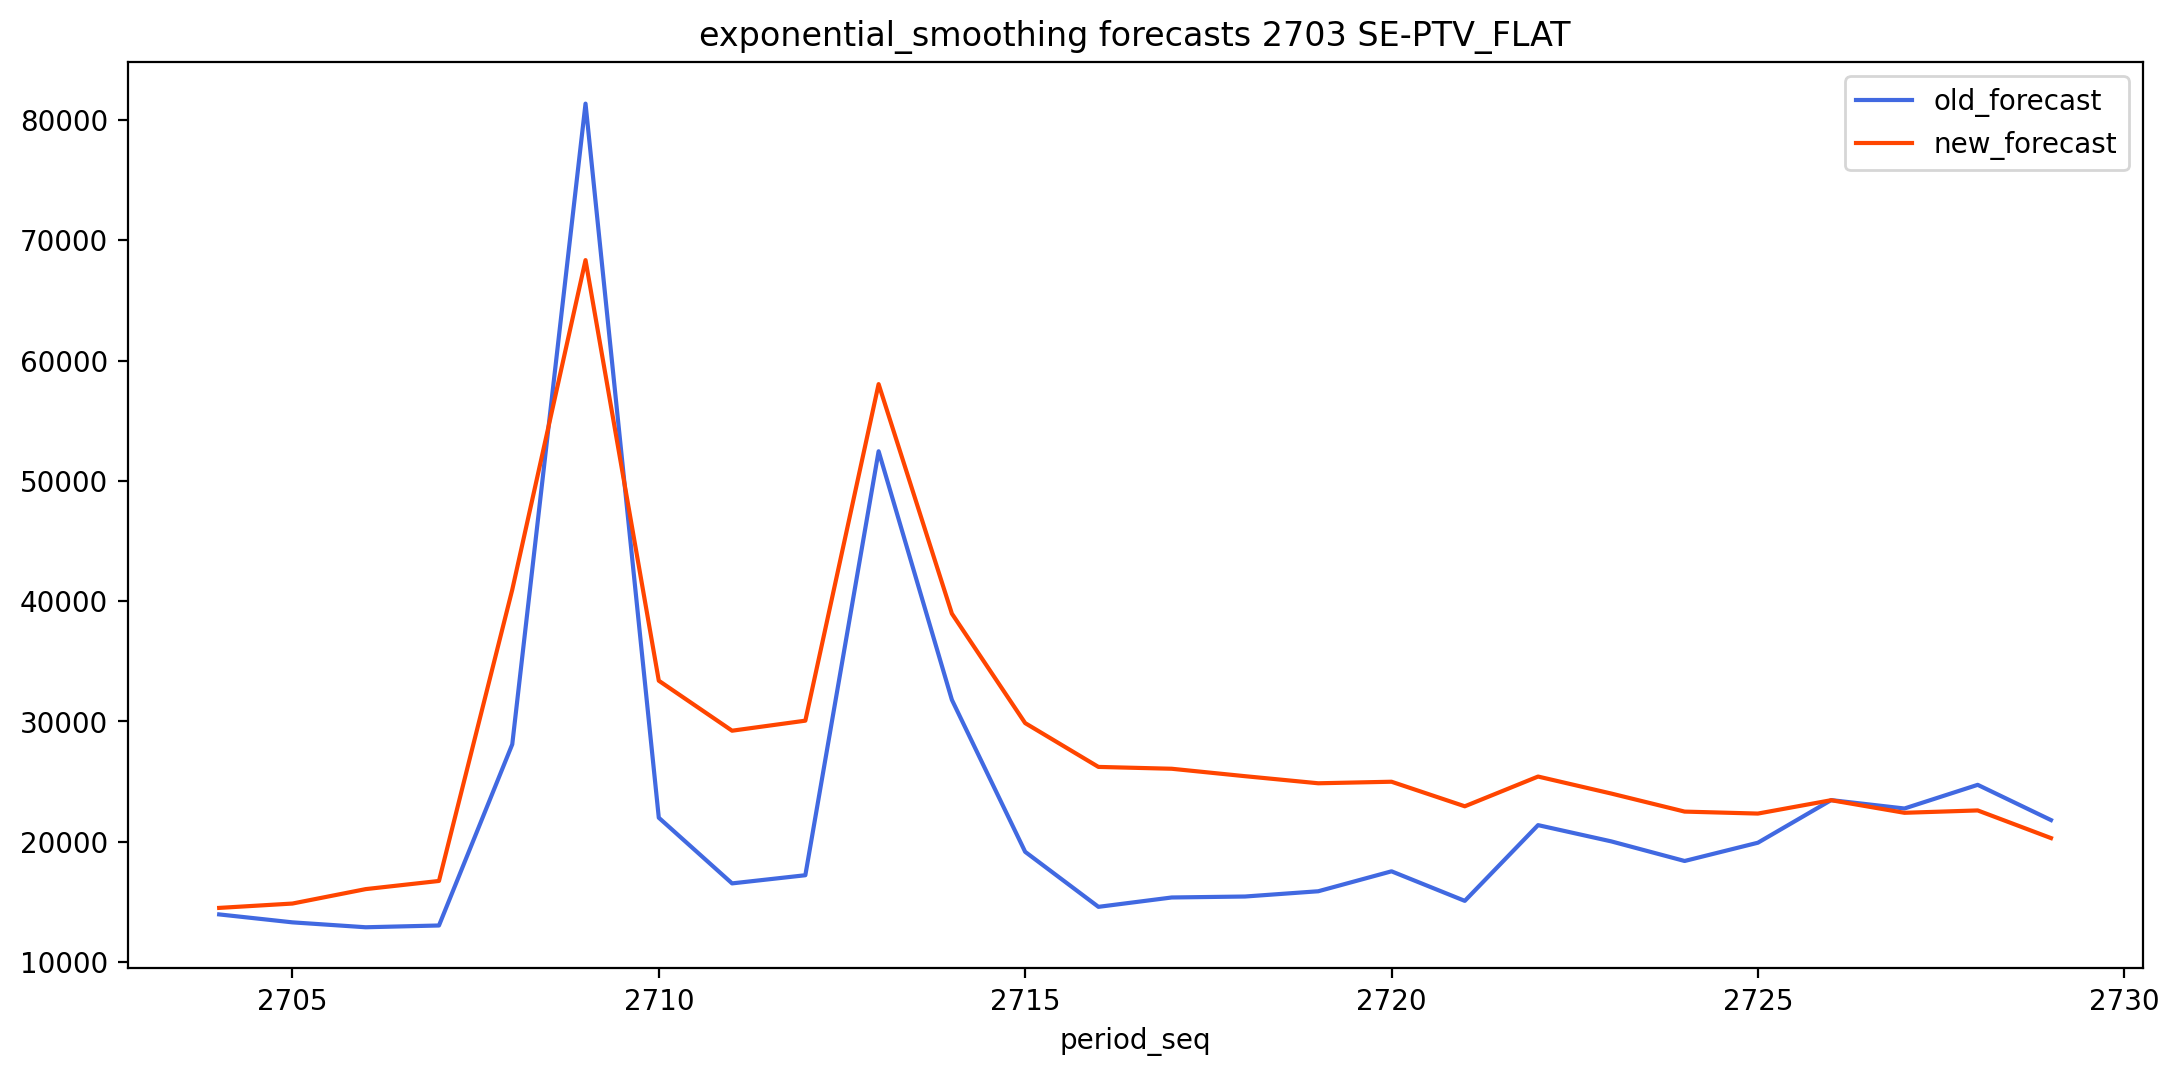 exponential_smoothing forecasts 2703 SE-PTV_FLAT
old_forecast
new_forecast
80000
70000
60000
50000
40000
30000
20000
10000
2705 2710 2715 2720 2725 2730
period_seq